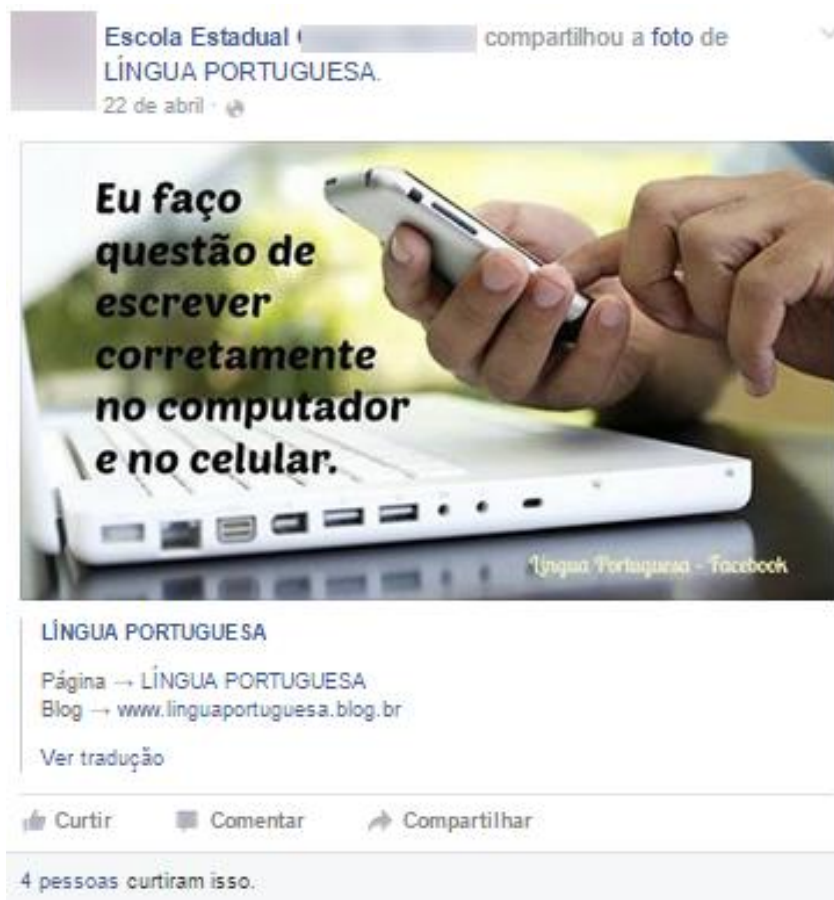 Escola Estadual compartilhou a foto de
LÍNGUA PORTUGUESA.
22 de abril ·
Eu faço
questão de
escrever
corretamente
no computador
e no celular.
Língua Portuguesa - Facebook
LÍNGUA PORTUGUESA
Página → LÍNGUA PORTUGUESA
Blog → www.linguaportuguesa.blog.br
Ver tradução
Curtir Comentar Compartilhar
4 pessoas curtiram isso.